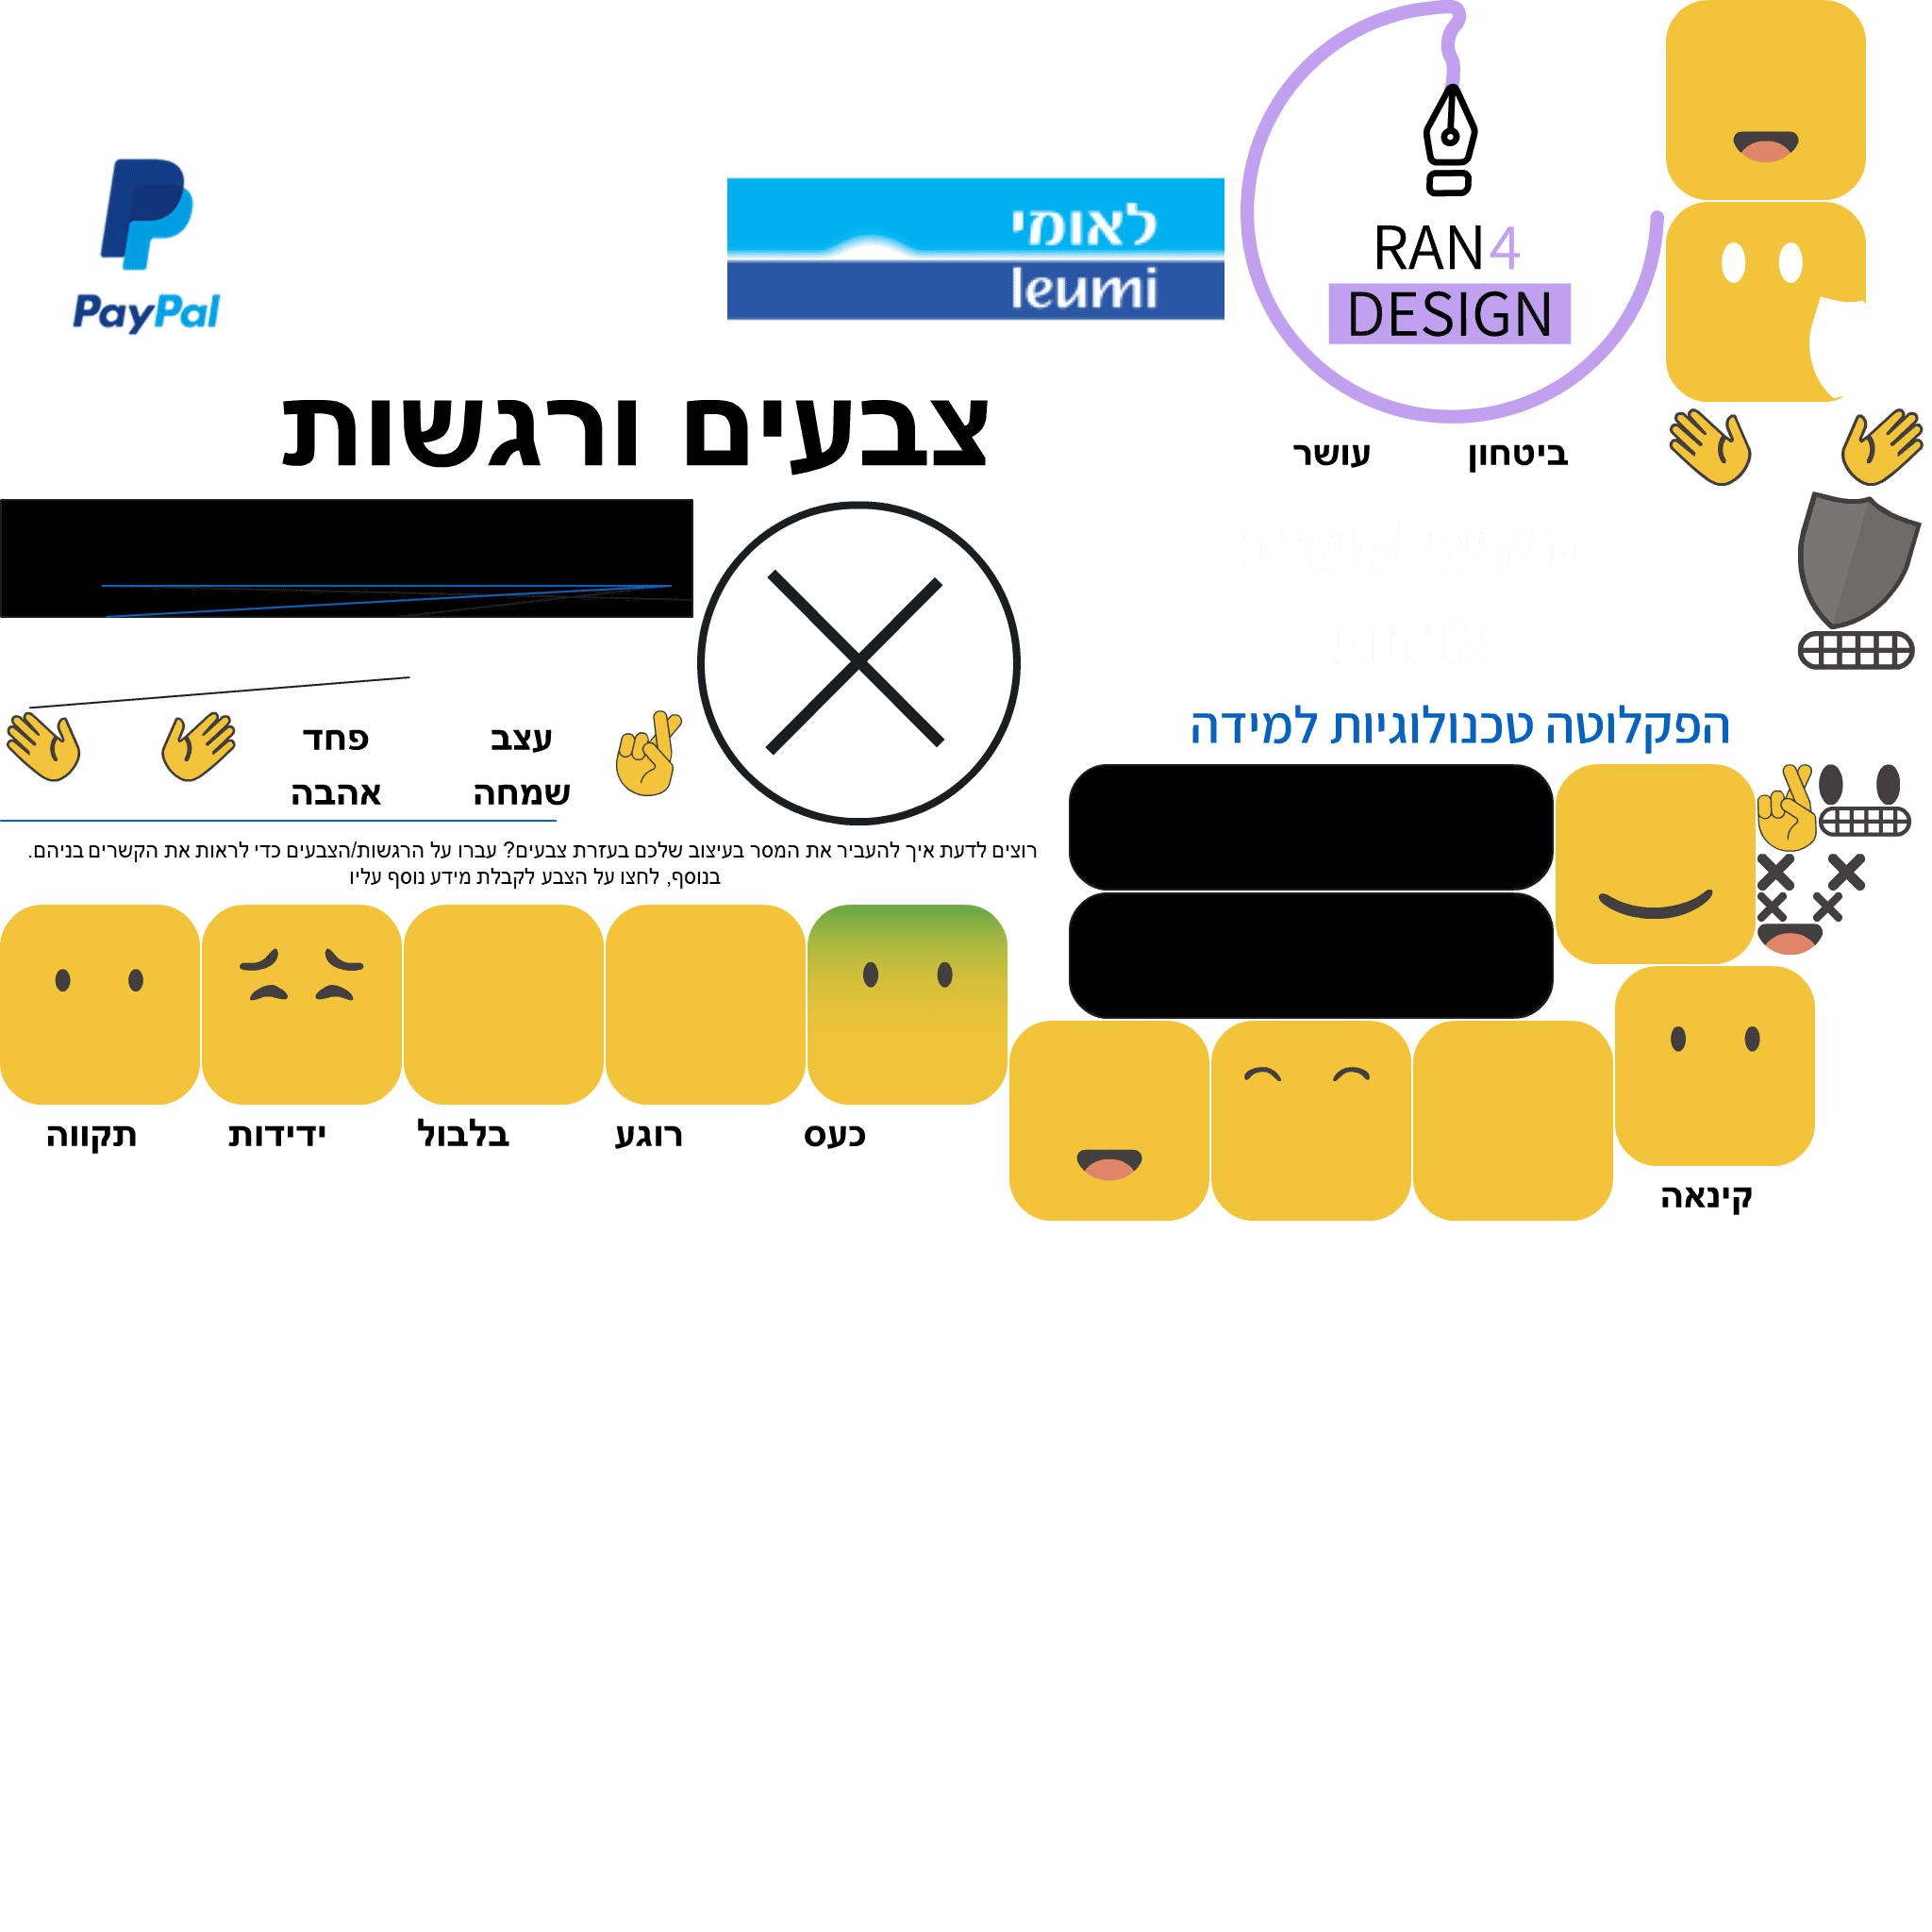 RAN4
DESIGN
לאומי
leumi
PayPal
צבעים ורגשות
ביטחון
עושר
הפקלוטה טכנולוגיות למידה
עצב
פחד
שמחה
אהבה
רוצים לדעת איך להעביר את המסר בעיצוב שלכם בעזרת צבעים? עברו על הרגשות/הצבעים כדי לראות את הקשרים בניהם.
בנוסף, לחצו על הצבע לקבלת מידע נוסף עליו
כעס
רוגע
בלבול
ידידות
תקווה
קינאה